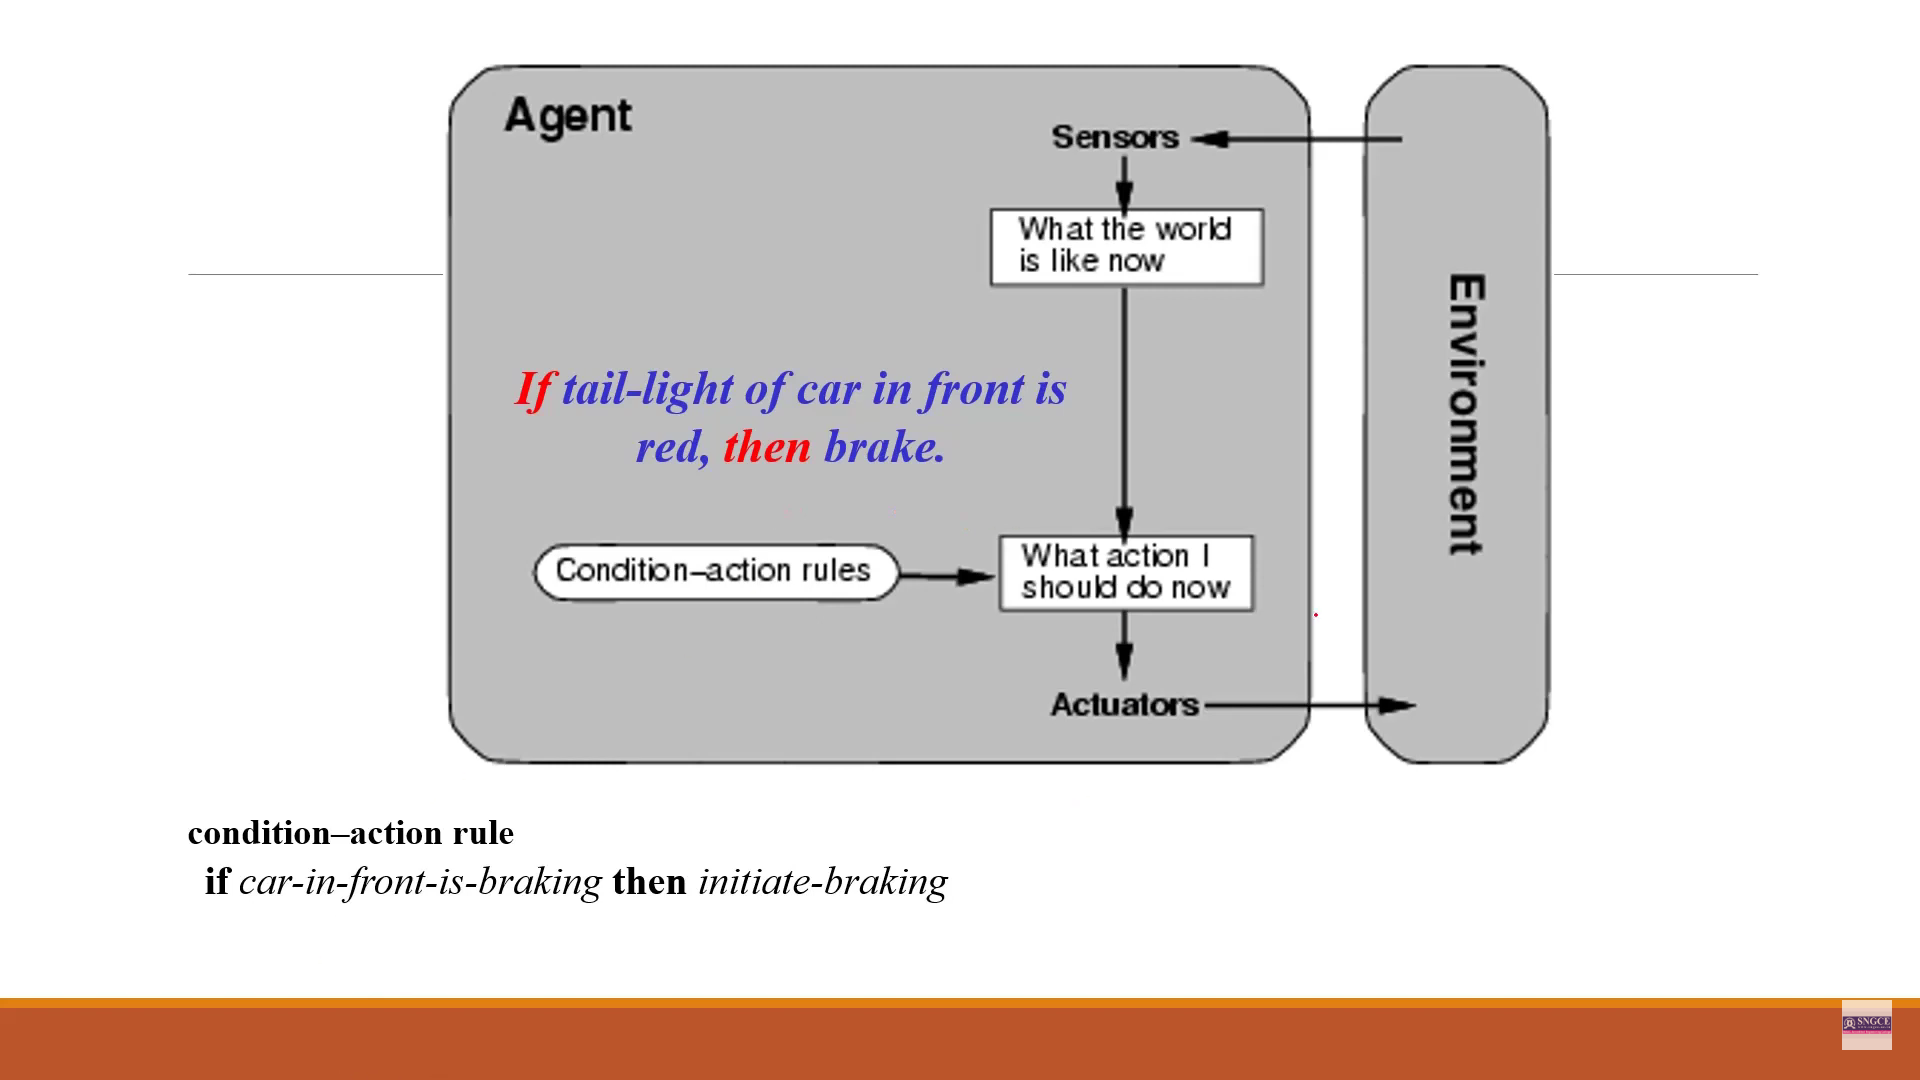 Agent
Sensors
What the world
is like now
If tail-light of car in front is
red, then brake.
Environment
Condition–action rules
What action I
should do now
Actuators
condition–action rule
if car-in-front-is-braking then initiate-braking
SNGCE